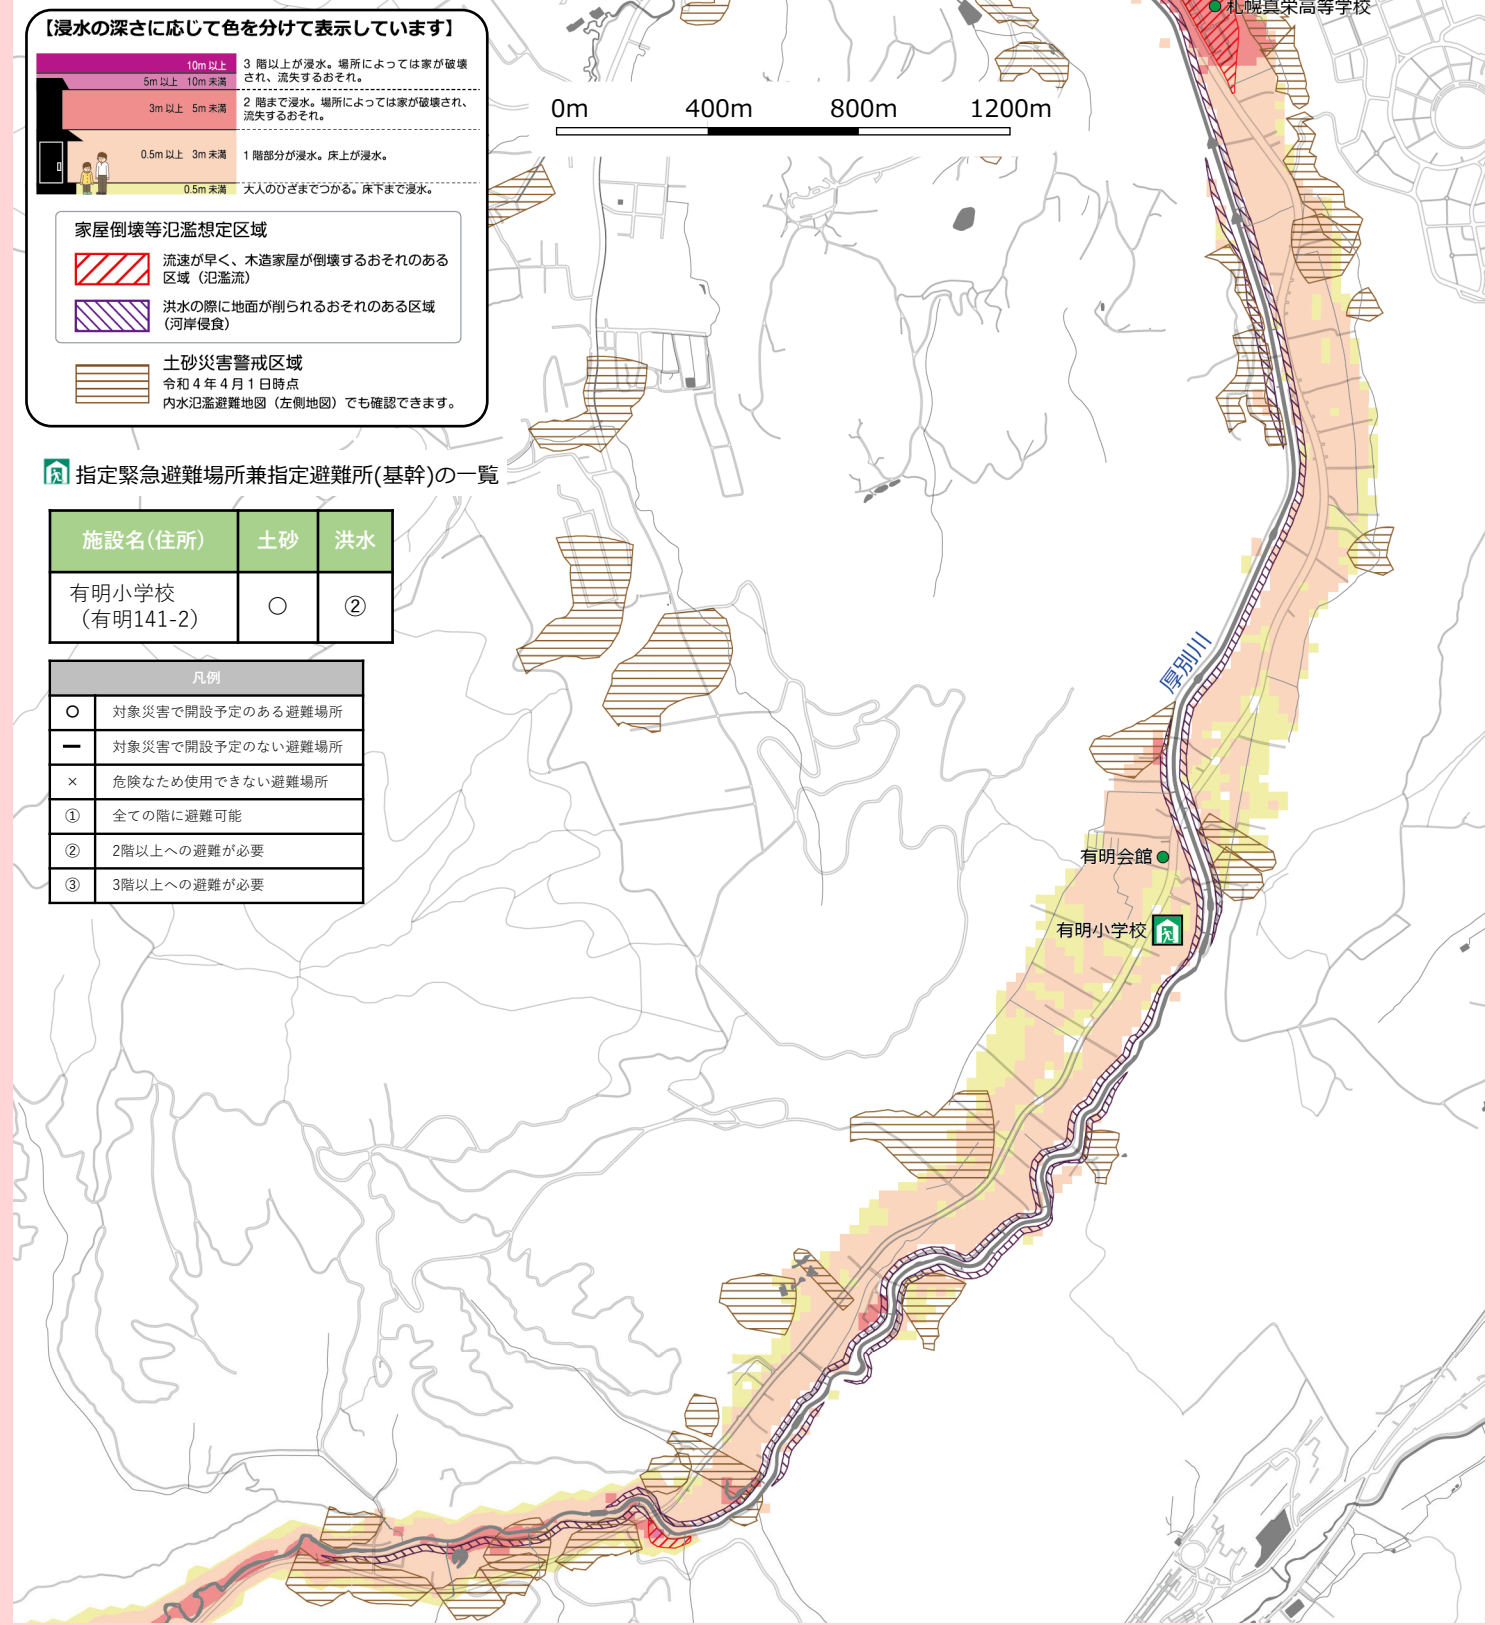 【浸水の深さに応じて色を分けて表示しています】
10m以上
3 階以上が浸水。場所によっては家が破壊
され、流失するおそれ。
5m 以上 10m 未満
3m 以上 5m 未満
2 階まで浸水。場所によっては家が破壊され、
流失するおそれ。
0.5m 以上 3m 未満
1 階部分が浸水。床上が浸水。
0.5m 未満
大人のひざまでつかる。床下まで浸水。
家屋倒壊等氾濫想定区域
流速が早く、木造家屋が倒壊するおそれのある
区域（氾濫流）
洪水の際に地面が削られるおそれのある区域
（河岸侵食）
土砂災害警戒区域
令和４年４月１日時点
内水氾濫避難地図（左側地図）でも確認できます。
0m 400m 800m 1200m
札幌真栄高等学校
指定緊急避難場所兼指定避難所(基幹)の一覧
施設名(住所) 土砂 洪水
有明小学校
（有明141-2） ○ ②
凡例
○ 対象災害で開設予定のある避難場所
ー 対象災害で開設予定のない避難場所
× 危険なため使用できない避難場所
① 全ての階に避難可能
② 2階以上への避難が必要
③ 3階以上への避難が必要
厚別川
有明会館
有明小学校